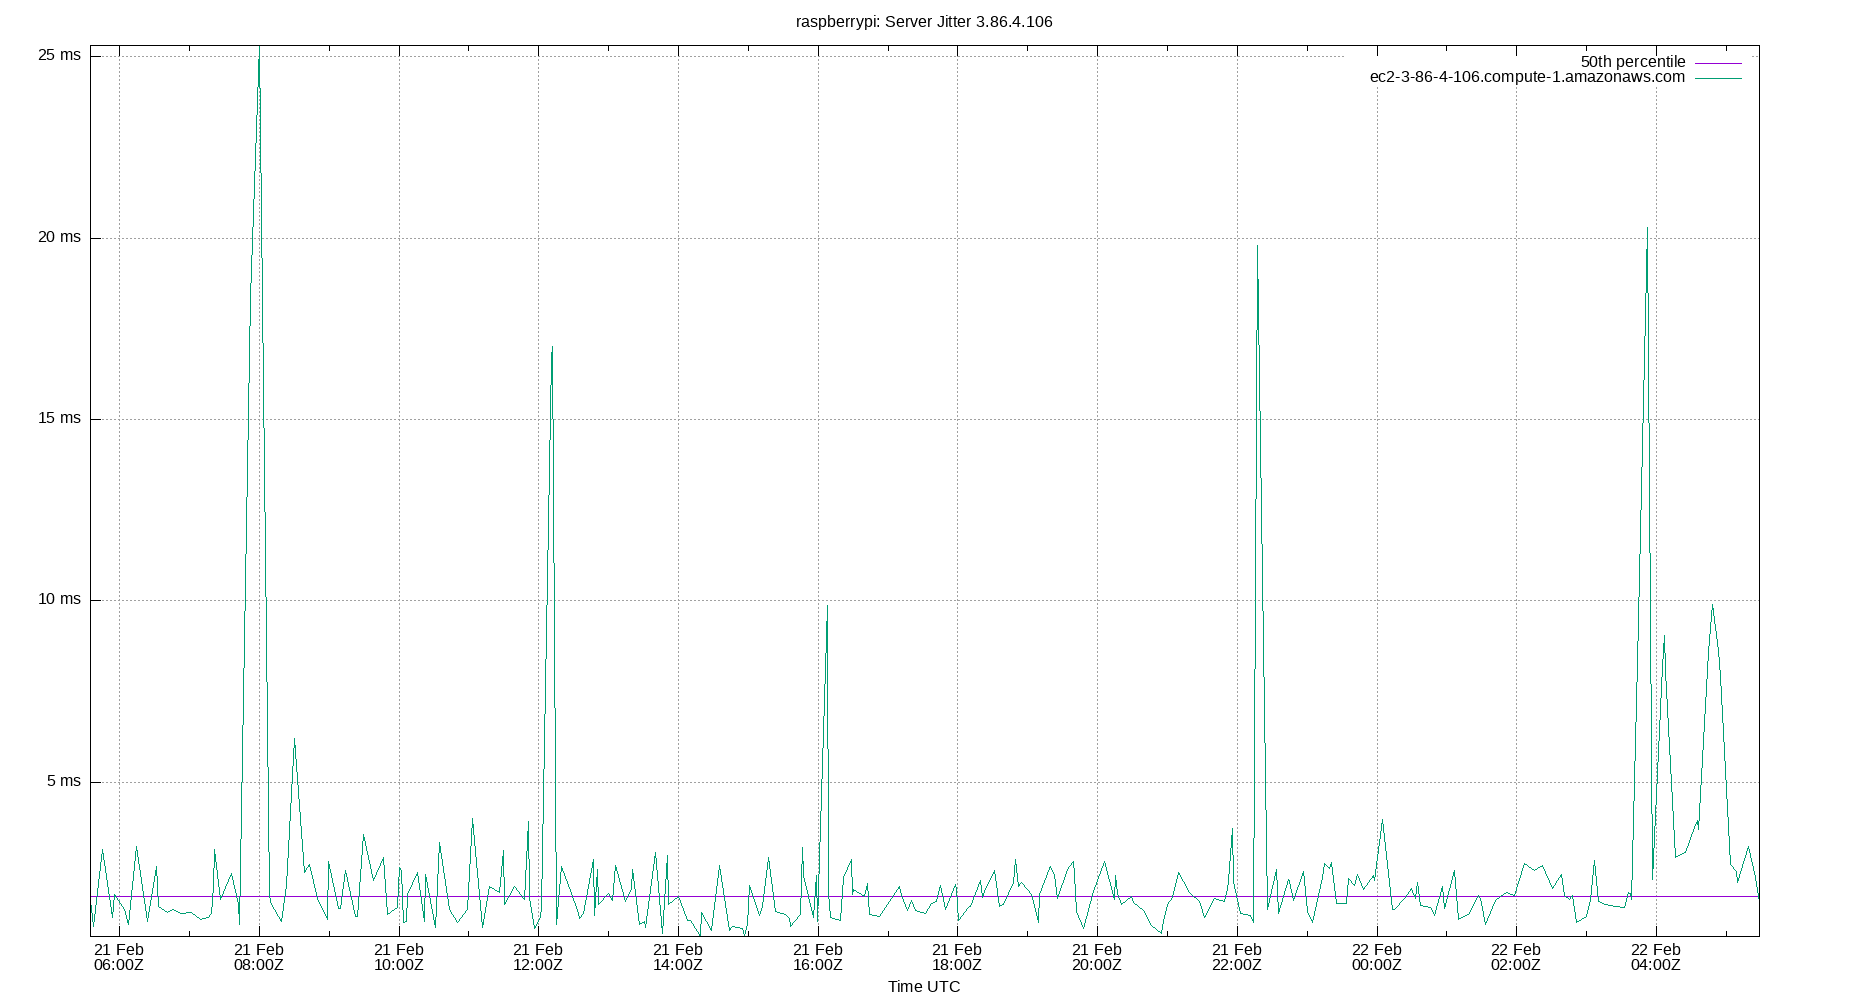 raspberrypi: Server Jitter 3.86.4.106
25 ms
20 ms
15 ms
10 ms
5 ms
50th percentile
ec2-3-86-4-106.compute-1.amazonaws.com
21 Feb 21 Feb 21 Feb 21 Feb 21 Feb 21 Feb 21 Feb 21 Feb 21 Feb 22 Feb 22 Feb 22 Feb
06:00Z 08:00Z 10:00Z 12:00Z 14:00Z 16:00Z 18:00Z 20:00Z 22:00Z 00:00Z 02:00Z 04:00Z
Time UTC